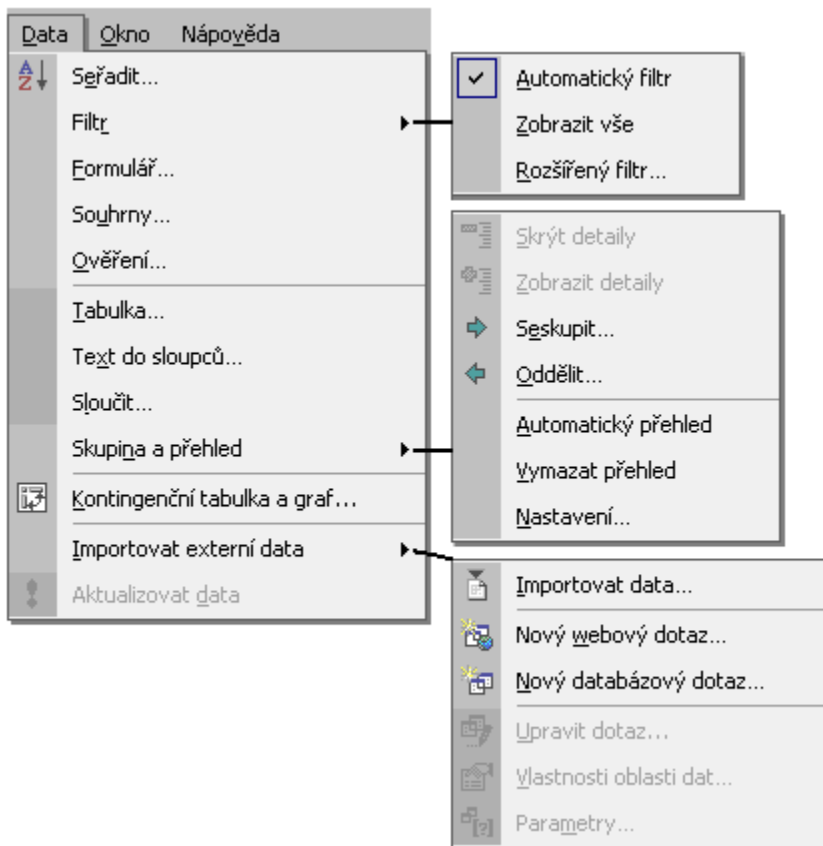 Data Okno Nápověda
Seřadit...
Filtr
Formulář...
Souhrny...
Ověření...
Tabulka...
Text do sloupců...
Sloučit...
Skupina a přehled
Kontingenční tabulka a graf...
Importovat externí data
Aktualizovat data
Automatický filtr
Zobrazit vše
Rozšířený filtr...
Skrýt detaily
Zobrazit detaily
Seskupit...
Oddělit...
Automatický přehled
Vymazat přehled
Nastavení...
Importovat data...
Nový webový dotaz...
Nový databázový dotaz...
Upravit dotaz...
Vlastnosti oblasti dat...
Parametry...